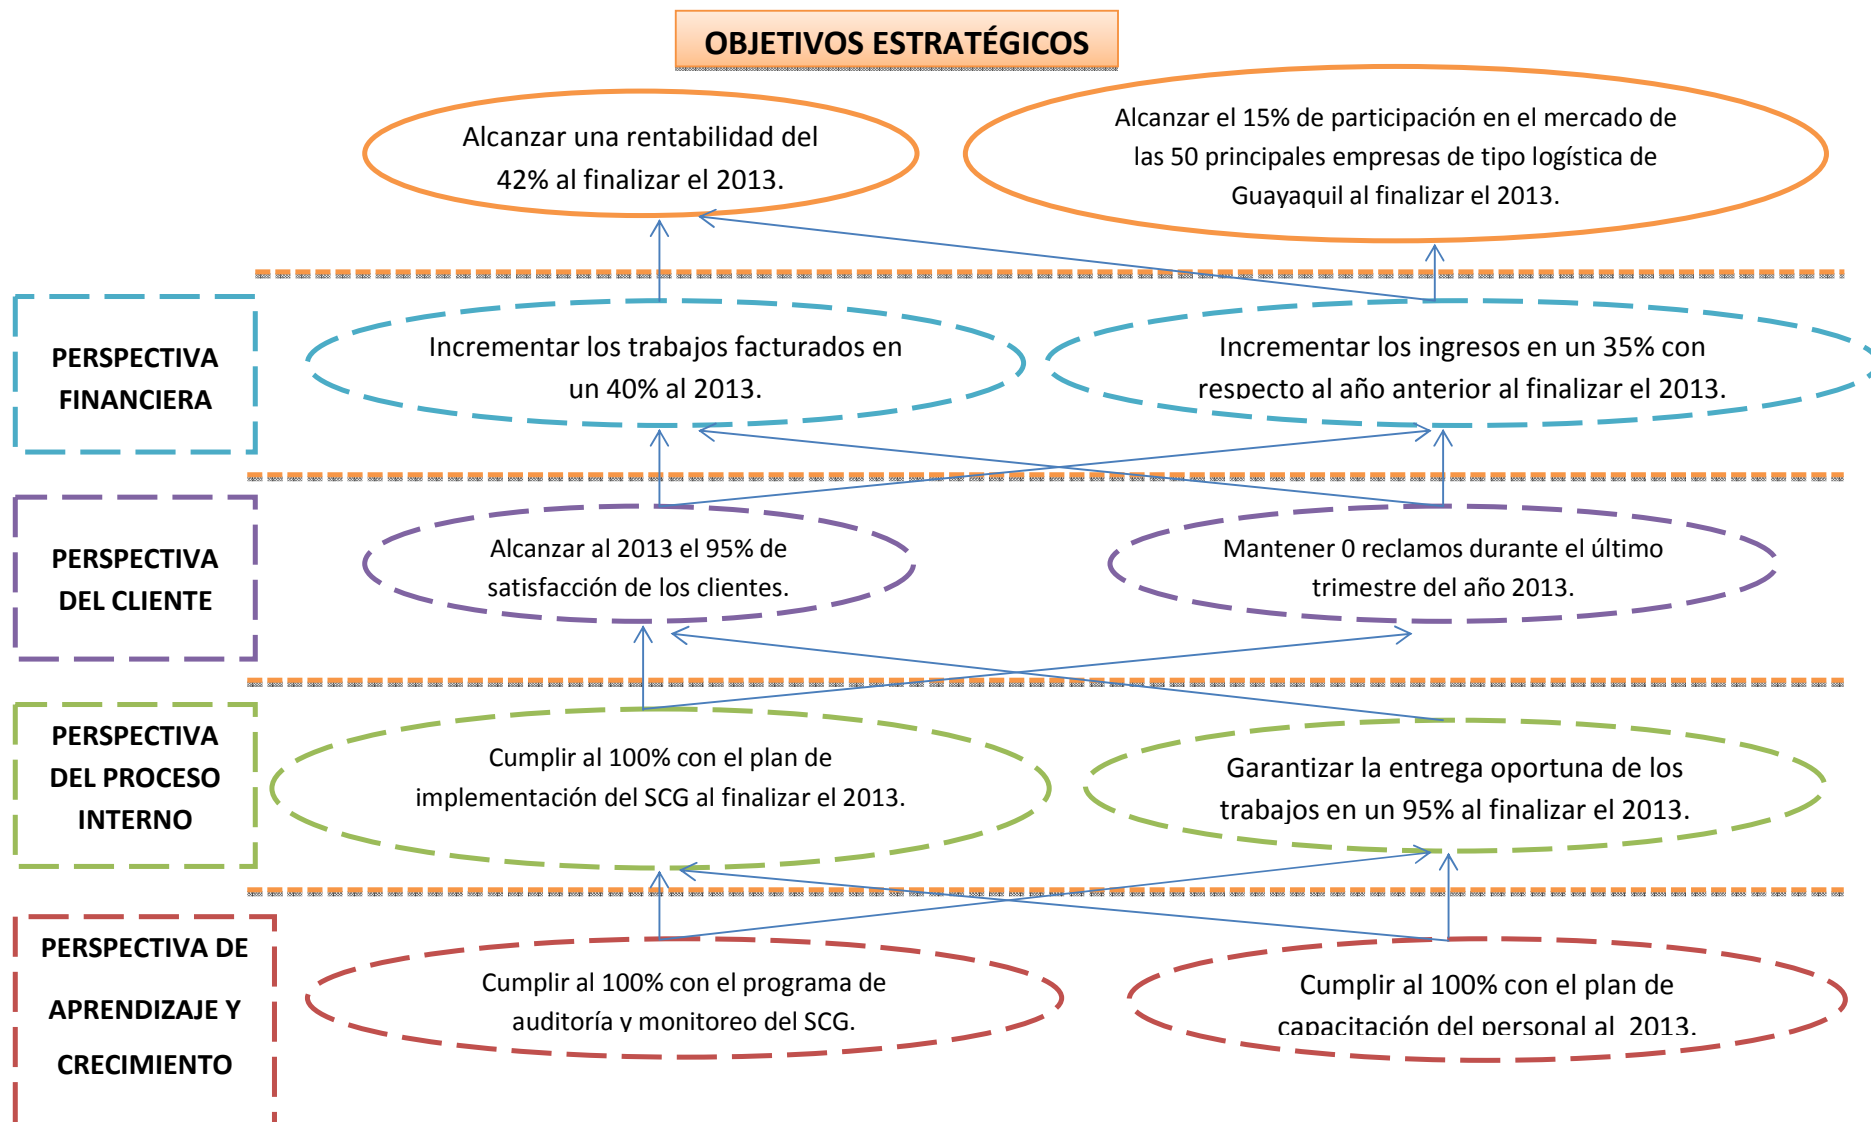 OBJETIVOS ESTRATÉGICOS
Alcanzar una rentabilidad del
42% al finalizar el 2013.
Alcanzar el 15% de participación en el mercado de
las 50 principales empresas de tipo logística de
Guayaquil al finalizar el 2013.
PERSPECTIVA
FINANCIERA
Incrementar los trabajos facturados en
un 40% al 2013.
Incrementar los ingresos en un 35% con
respecto al año anterior al finalizar el 2013.
PERSPECTIVA
DEL CLIENTE
Alcanzar al 2013 el 95% de
satisfacción de los clientes.
Mantener 0 reclamos durante el último
trimestre del año 2013.
PERSPECTIVA
DEL PROCESO
INTERNO
Cumplir al 100% con el plan de
implementación del SCG al finalizar el 2013.
Garantizar la entrega oportuna de los
trabajos en un 95% al finalizar el 2013.
PERSPECTIVA DE
APRENDIZAJE Y
CRECIMIENTO
Cumplir al 100% con el programa de
auditoría y monitoreo del SCG.
Cumplir al 100% con el plan de
capacitación del personal al 2013.